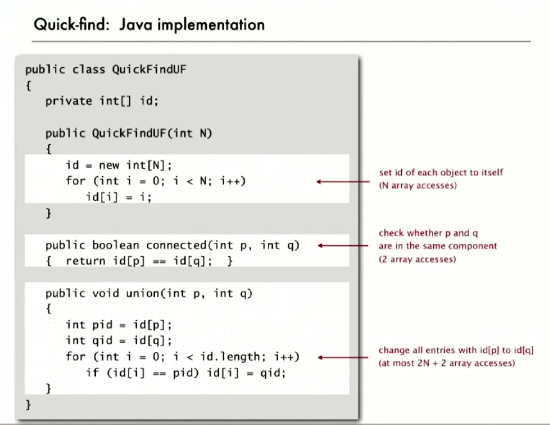 Quick-find: Java implementation
public class QuickFindUF
{
private int[] id;
public QuickFindUF(int N)
{
id = new int[N];
for (int i = 0; i < N; i++)
id[i] = i;
}
set id of each object to itself
(N array accesses)
public boolean connected(int p, int q)
{ return id[p] == id[q]; }
check whether p and q
are in the same component
(2 array accesses)
public void union(int p, int q)
{
int pid = id[p];
int qid = id[q];
for (int i = 0; i < id.length; i++)
if (id[i] == pid) id[i] = qid;
}
}
change all entries with id[p] to id[q]
(at most 2N + 2 array accesses)